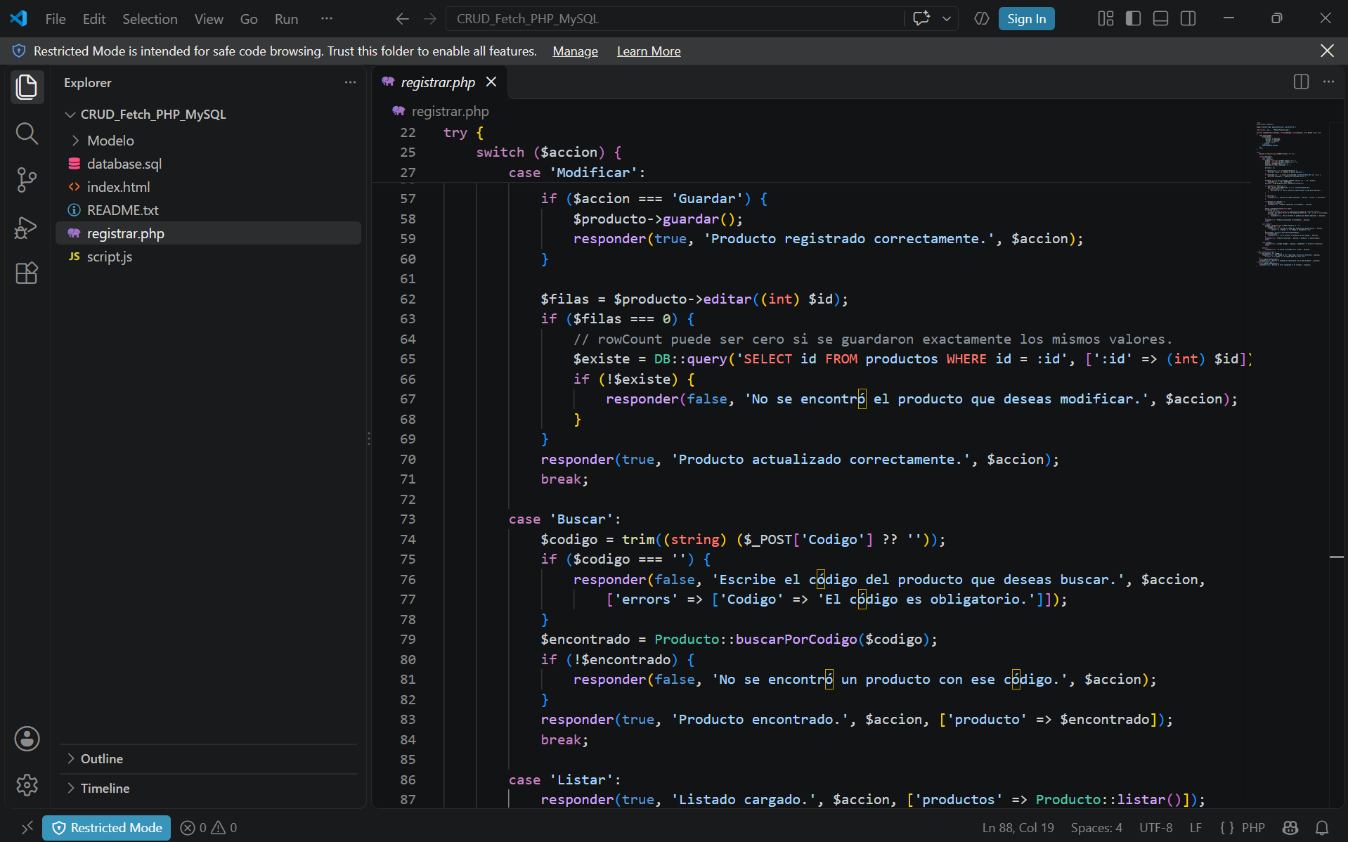 File Edit Selection View Go Run ··· CRUD_Fetch_PHP_MySQL Sign In
Restricted Mode is intended for safe code browsing. Trust this folder to enable all features. Manage Learn More
Explorer
CRUD_Fetch_PHP_MySQL
Modelo
database.sql
index.html
README.txt
registrar.php
JS script.js
Outline
Timeline
registrar.php
registrar.php
22 try {
25 switch ($accion) {
27 case 'Modificar':
57 if ($accion === 'Guardar') {
58 $producto->guardar();
59 responder(true, 'Producto registrado correctamente.', $accion);
60 }
61
62 $filas = $producto->editar((int) $id);
63 if ($filas === 0) {
64 // rowCount puede ser cero si se guardaron exactamente los mismos valores.
65 $existe = DB::query('SELECT id FROM productos WHERE id = :id', [':id' => (int) $id])
66 if (!$existe) {
67 responder(false, 'No se encontró el producto que deseas modificar.', $accion);
68 }
69 }
70 responder(true, 'Producto actualizado correctamente.', $accion);
71 break;
72
73 case 'Buscar':
74 $codigo = trim((string) ($_POST['Codigo'] ?? ''));
75 if ($codigo === '') {
76 responder(false, 'Escribe el código del producto que deseas buscar.', $accion,
77 ['errors' => ['Codigo' => 'El código es obligatorio.']]);
78 }
79 $encontrado = Producto::buscarPorCodigo($codigo);
80 if (!$encontrado) {
81 responder(false, 'No se encontró un producto con ese código.', $accion);
82 }
83 responder(true, 'Producto encontrado.', $accion, ['producto' => $encontrado]);
84 break;
85
86 case 'Listar':
87 responder(true, 'Listado cargado.', $accion, ['productos' => Producto::listar()]);
Restricted Mode 0 0 Ln 88, Col 19 Spaces: 4 UTF-8 LF { } PHP